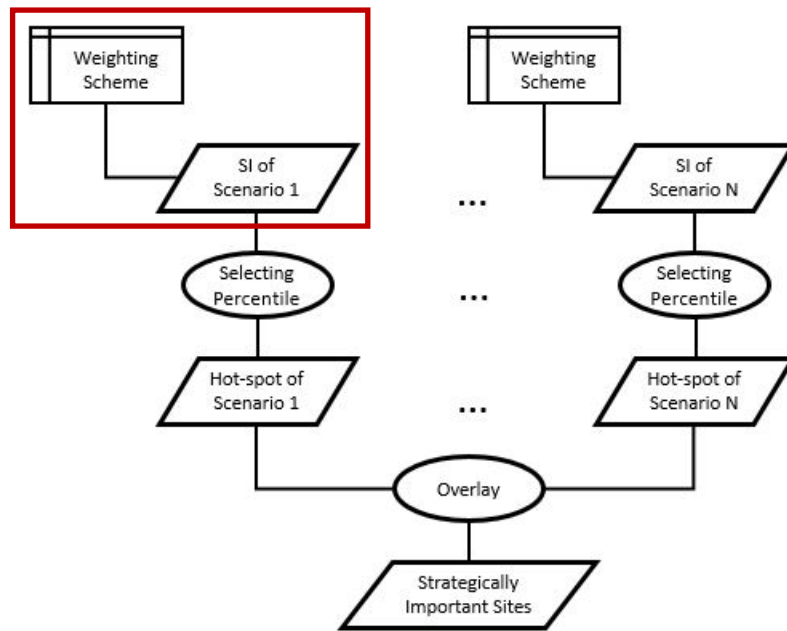 Weighting
Scheme
Weighting
Scheme
SI of
Scenario 1
...
SI of
Scenario N
Selecting
Percentile
...
Selecting
Percentile
Hot-spot of
Scenario 1
...
Hot-spot of
Scenario N
Overlay
Strategically
Important Sites